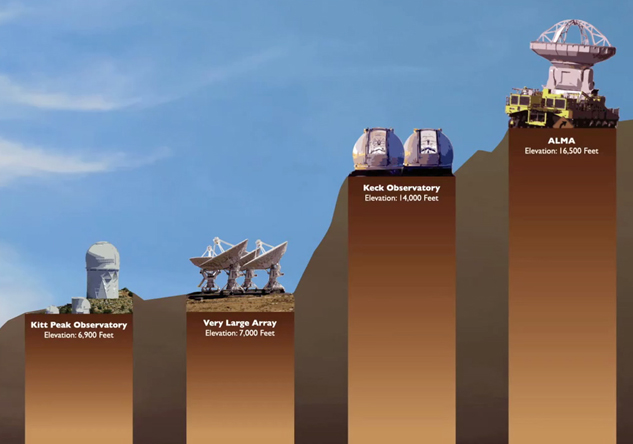 ALMA
Elevation: 16,500 Feet
Keck Observatory
Elevation: 14,000 Feet
Kitt Peak Observatory
Elevation: 6,900 Feet
Very Large Array
Elevation: 7,000 Feet